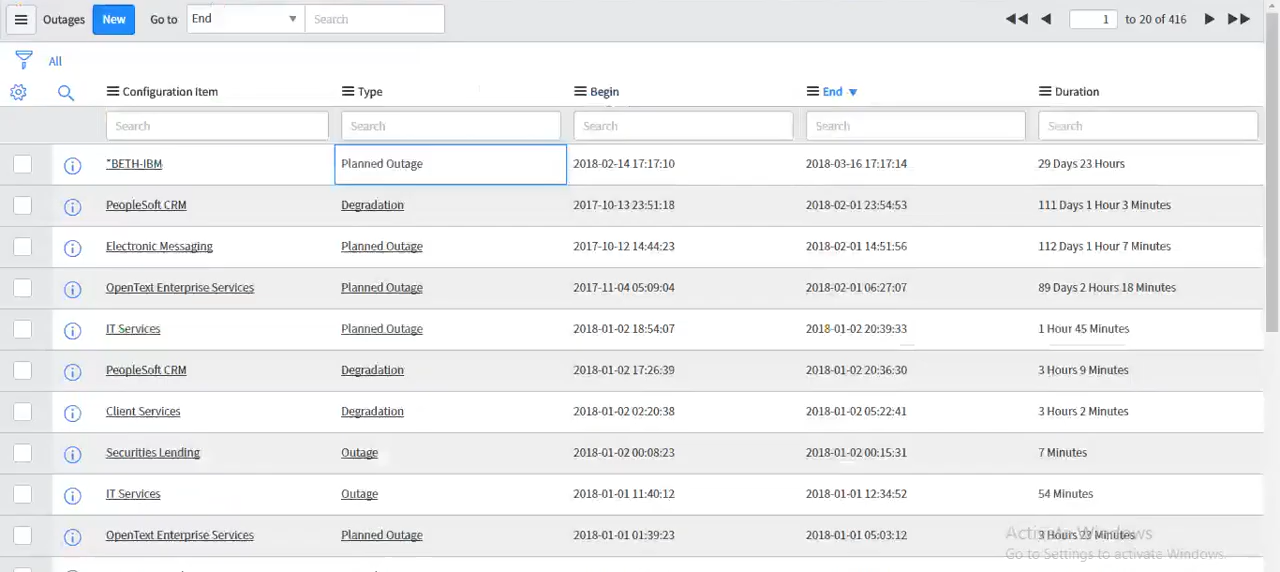 Outages New Go to End Search 1 to 20 of 416
All
Configuration Item Type Begin End Duration
Search Search Search Search Search
*BETH-IBM Planned Outage 2018-02-14 17:17:10 2018-03-16 17:17:14 29 Days 23 Hours
PeopleSoft CRM Degradation 2017-10-13 23:51:18 2018-02-01 23:54:53 111 Days 1 Hour 3 Minutes
Electronic Messaging Planned Outage 2017-10-12 14:44:23 2018-02-01 14:51:56 112 Days 1 Hour 7 Minutes
OpenText Enterprise Services Planned Outage 2017-11-04 05:09:04 2018-02-01 06:27:07 89 Days 2 Hours 18 Minutes
IT Services Planned Outage 2018-01-02 18:54:07 2018-01-02 20:39:33 1 Hour 45 Minutes
PeopleSoft CRM Degradation 2018-01-02 17:26:39 2018-01-02 20:36:30 3 Hours 9 Minutes
Client Services Degradation 2018-01-02 02:20:38 2018-01-02 05:22:41 3 Hours 2 Minutes
Securities Lending Outage 2018-01-02 00:08:23 2018-01-02 00:15:31 7 Minutes
IT Services Outage 2018-01-01 11:40:12 2018-01-01 12:34:52 54 Minutes
OpenText Enterprise Services Planned Outage 2018-01-01 01:39:23 2018-01-01 05:03:12 3 Hours 23 Minutes
Activate Windows
Go to Settings to activate Windows.